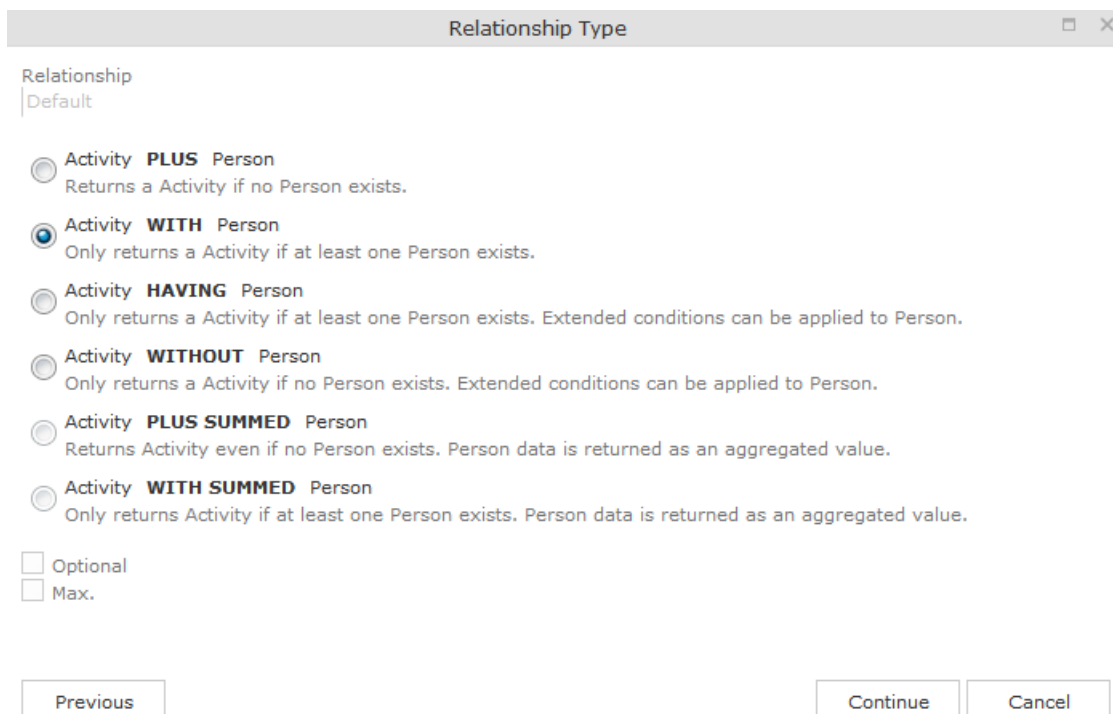 Relationship Type
Relationship
Default
Activity PLUS Person
Returns a Activity if no Person exists.
Activity WITH Person
Only returns a Activity if at least one Person exists.
Activity HAVING Person
Only returns a Activity if at least one Person exists. Extended conditions can be applied to Person.
Activity WITHOUT Person
Only returns a Activity if no Person exists. Extended conditions can be applied to Person.
Activity PLUS SUMMED Person
Returns Activity even if no Person exists. Person data is returned as an aggregated value.
Activity WITH SUMMED Person
Only returns Activity if at least one Person exists. Person data is returned as an aggregated value.
Optional
Max.
Previous Continue Cancel